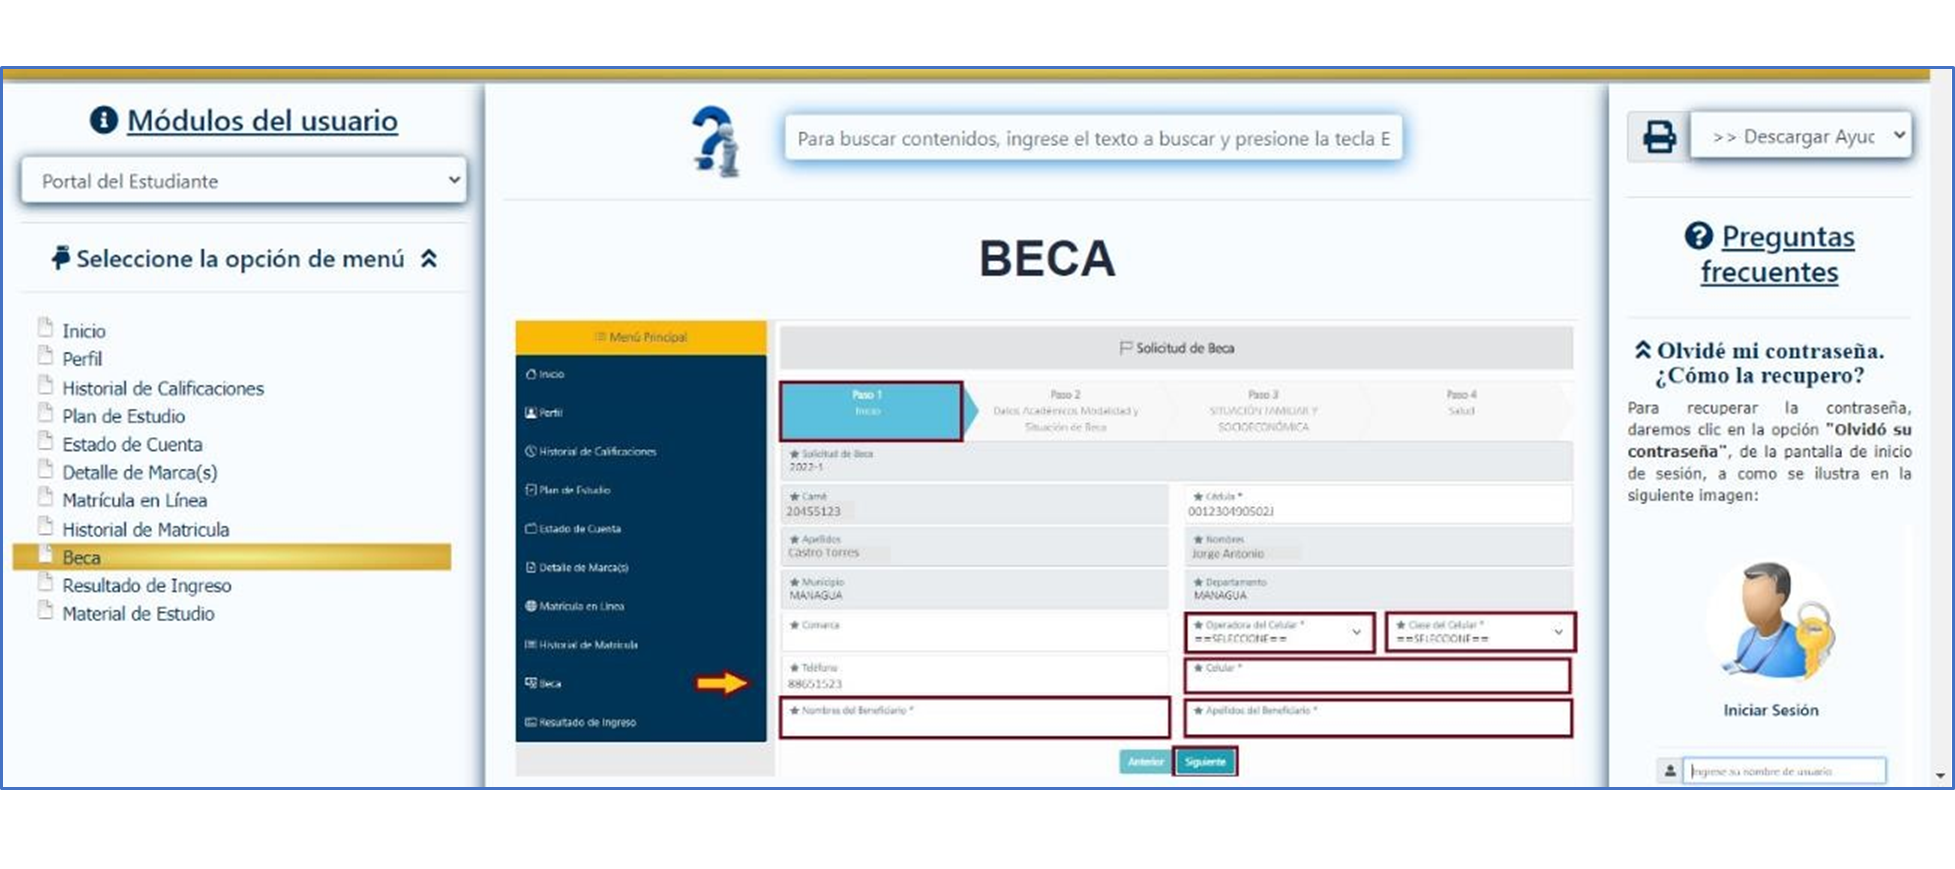 Módulos del usuario
Portal del Estudiante
Seleccione la opción de menú
Inicio
Perfil
Historial de Calificaciones
Plan de Estudio
Estado de Cuenta
Detalle de Marca(s)
Matrícula en Línea
Historial de Matricula
Beca
Resultado de Ingreso
Material de Estudio
Para buscar contenidos, ingrese el texto a buscar y presione la tecla E
BECA
Menú Principal
Inicio
Perfil
Historial de Calificaciones
Plan de Estudio
Estado de Cuenta
Detalle de Marca(s)
Matrícula en Línea
Historial de Matrícula
Beca
Resultado de Ingreso
Solicitud de Beca
Paso 1
Inicio
Paso 2
Datos Académicos Modalidad y
Situación de Beca
Paso 3
SITUACIÓN FAMILIAR Y
SOCIOECONÓMICA
Paso 4
Salud
Solicitud de Beca
2022-1
Carné
20455123
Cédula *
0012304905021
Apellidos
Castro Torres
Nombres
Jorge Antonio
Municipio
MANAGUA
Departamento
MANAGUA
Comarca
Operadora del Celular *
==SELECCIONE==
Clase del Celular *
==SELECCIONE==
Teléfono
88651523
Celular *
Nombres del Beneficiario *
Apellidos del Beneficiario *
Anterior
Siguiente
>> Descargar Ayuc
Preguntas
frecuentes
Olvidé mi contraseña.
¿Cómo la recupero?
Para recuperar la contraseña,
daremos clic en la opción "Olvidó su
contraseña", de la pantalla de inicio
de sesión, a como se ilustra en la
siguiente imagen:
Iniciar Sesión
Ingrese su nombre de usuario